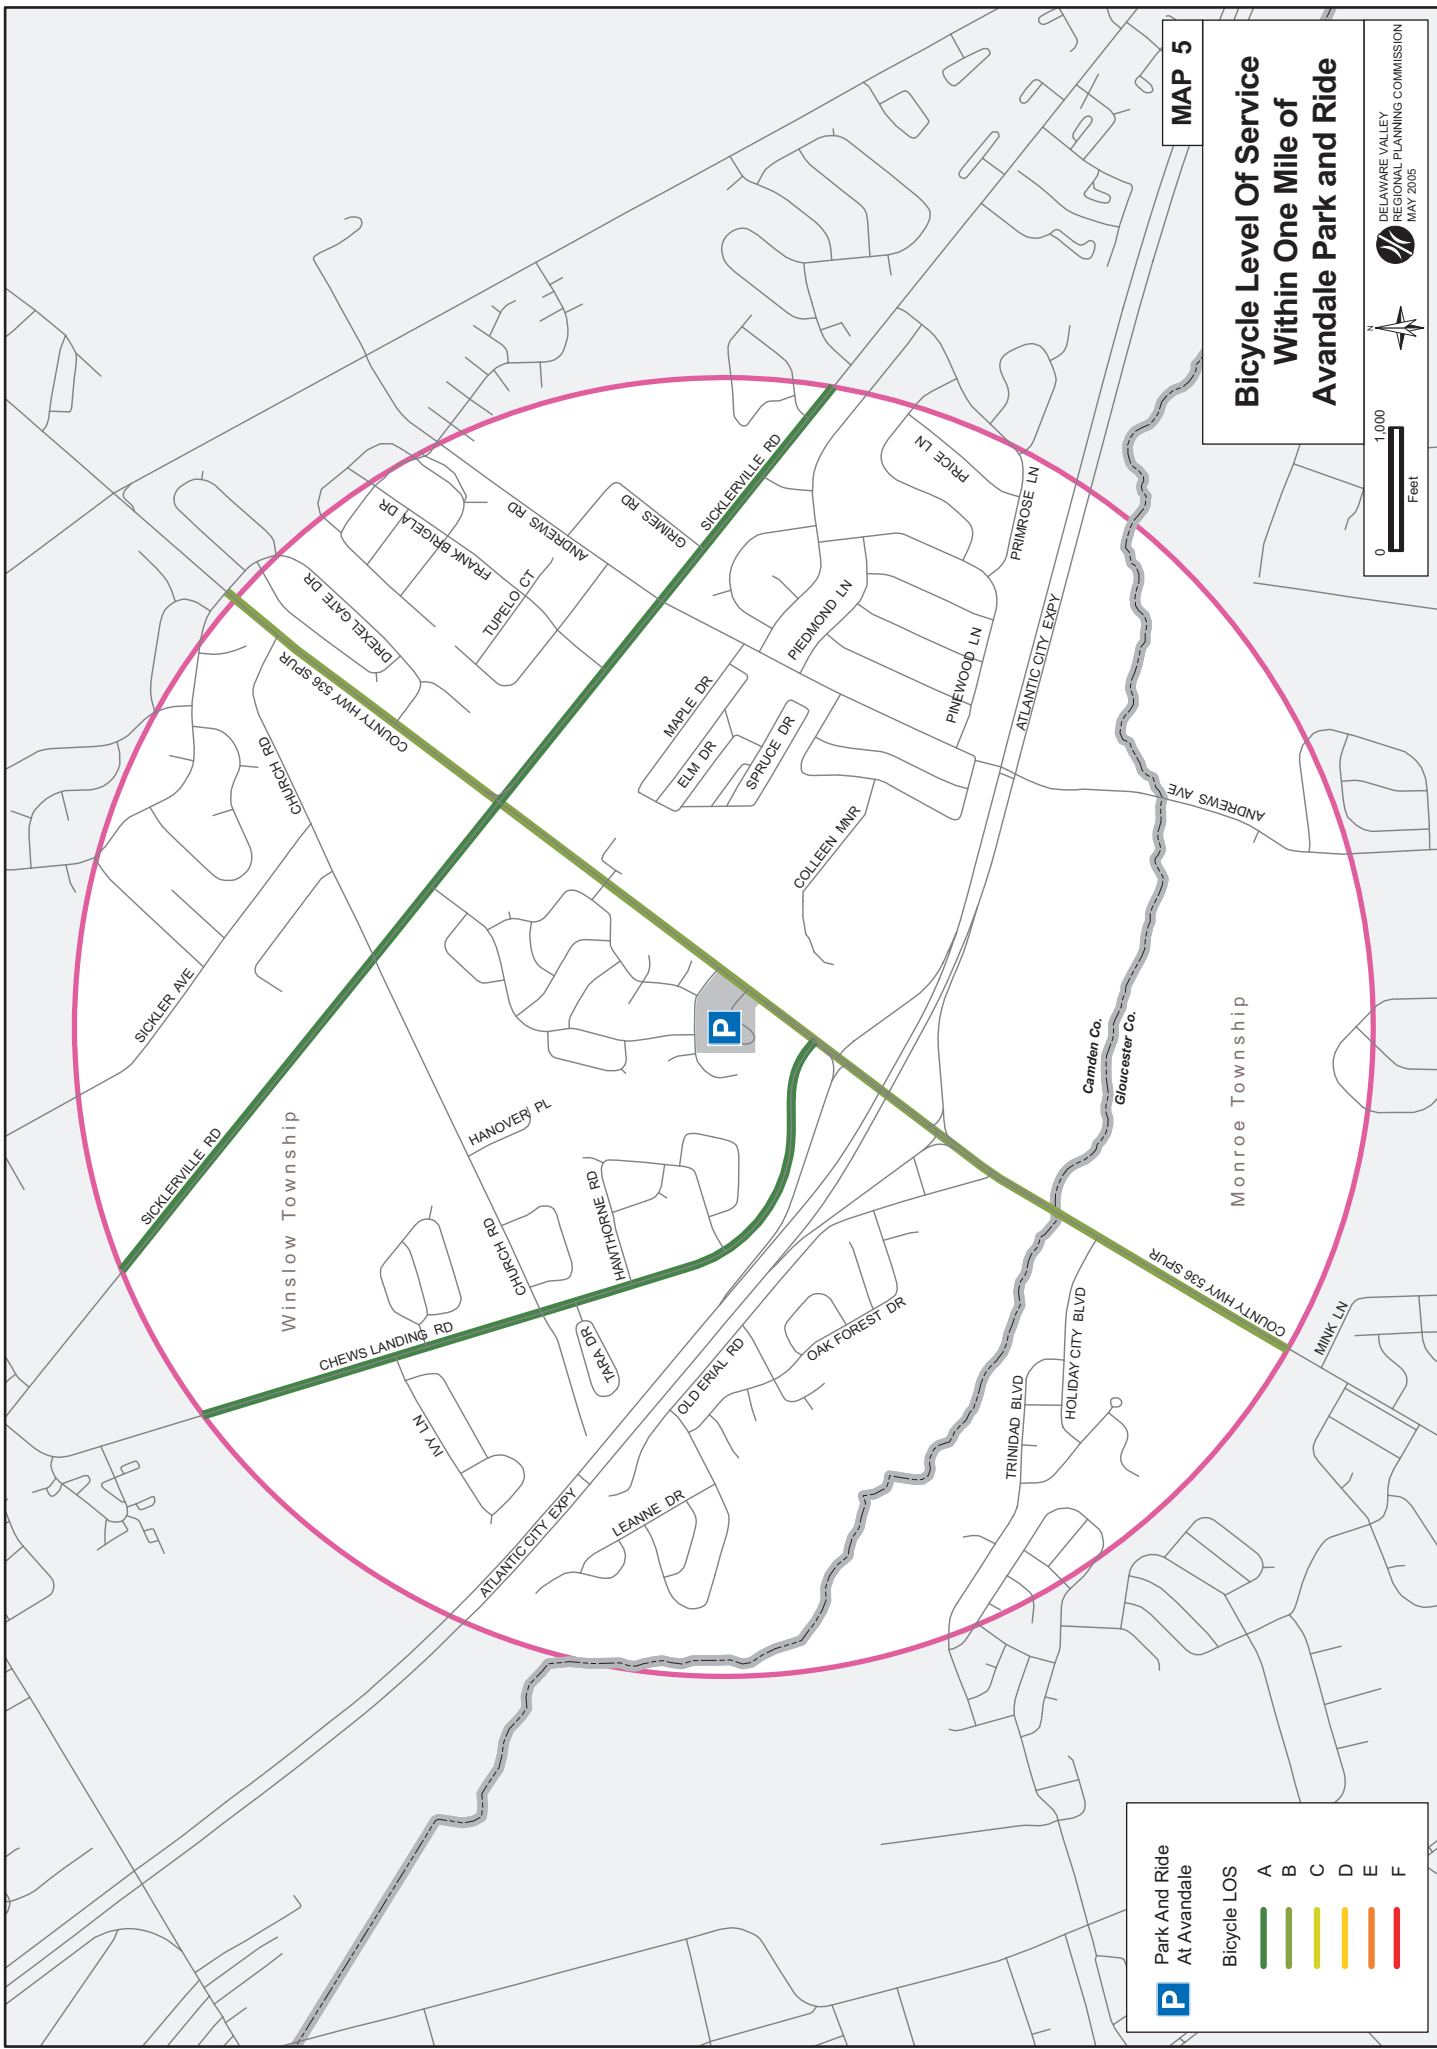 MAP 5
Bicycle Level Of Service
Within One Mile of
Avandale Park and Ride
0
1,000
Feet
N
DELAWARE VALLEY
REGIONAL PLANNING COMMISSION
MAY 2005
P
Park And Ride
At Avandale
Bicycle LOS
A
B
C
D
E
F
SICKLERVILLE RD
Winslow Township
CHEWS LANDING RD
SICKLER AVE
CHURCH RD
COUNTY HWY 536 SPUR
DREXEL GATE DR
FRANK BRIGELA DR
TUPELO CT
ANDREWS RD
GRIMES RD
SICKLERVILLE RD
IVY LN
CHURCH RD
HANOVER PL
TARA DR
HAWTHORNE RD
P
MAPLE DR
ELM DR
SPRUCE DR
PIEDMOND LN
PRICE LN
PRIMROSE LN
PINEWOOD LN
COLLEEN MNR
ATLANTIC CITY EXPY
ATLANTIC CITY EXPY
LEANNE DR
OLD ERIAL RD
OAK FOREST DR
TRINIDAD BLVD
HOLIDAY CITY BLVD
Camden Co.
Gloucester Co.
ANDREWS AVE
COUNTY HWY 536 SPUR
MINK LN
Monroe Township